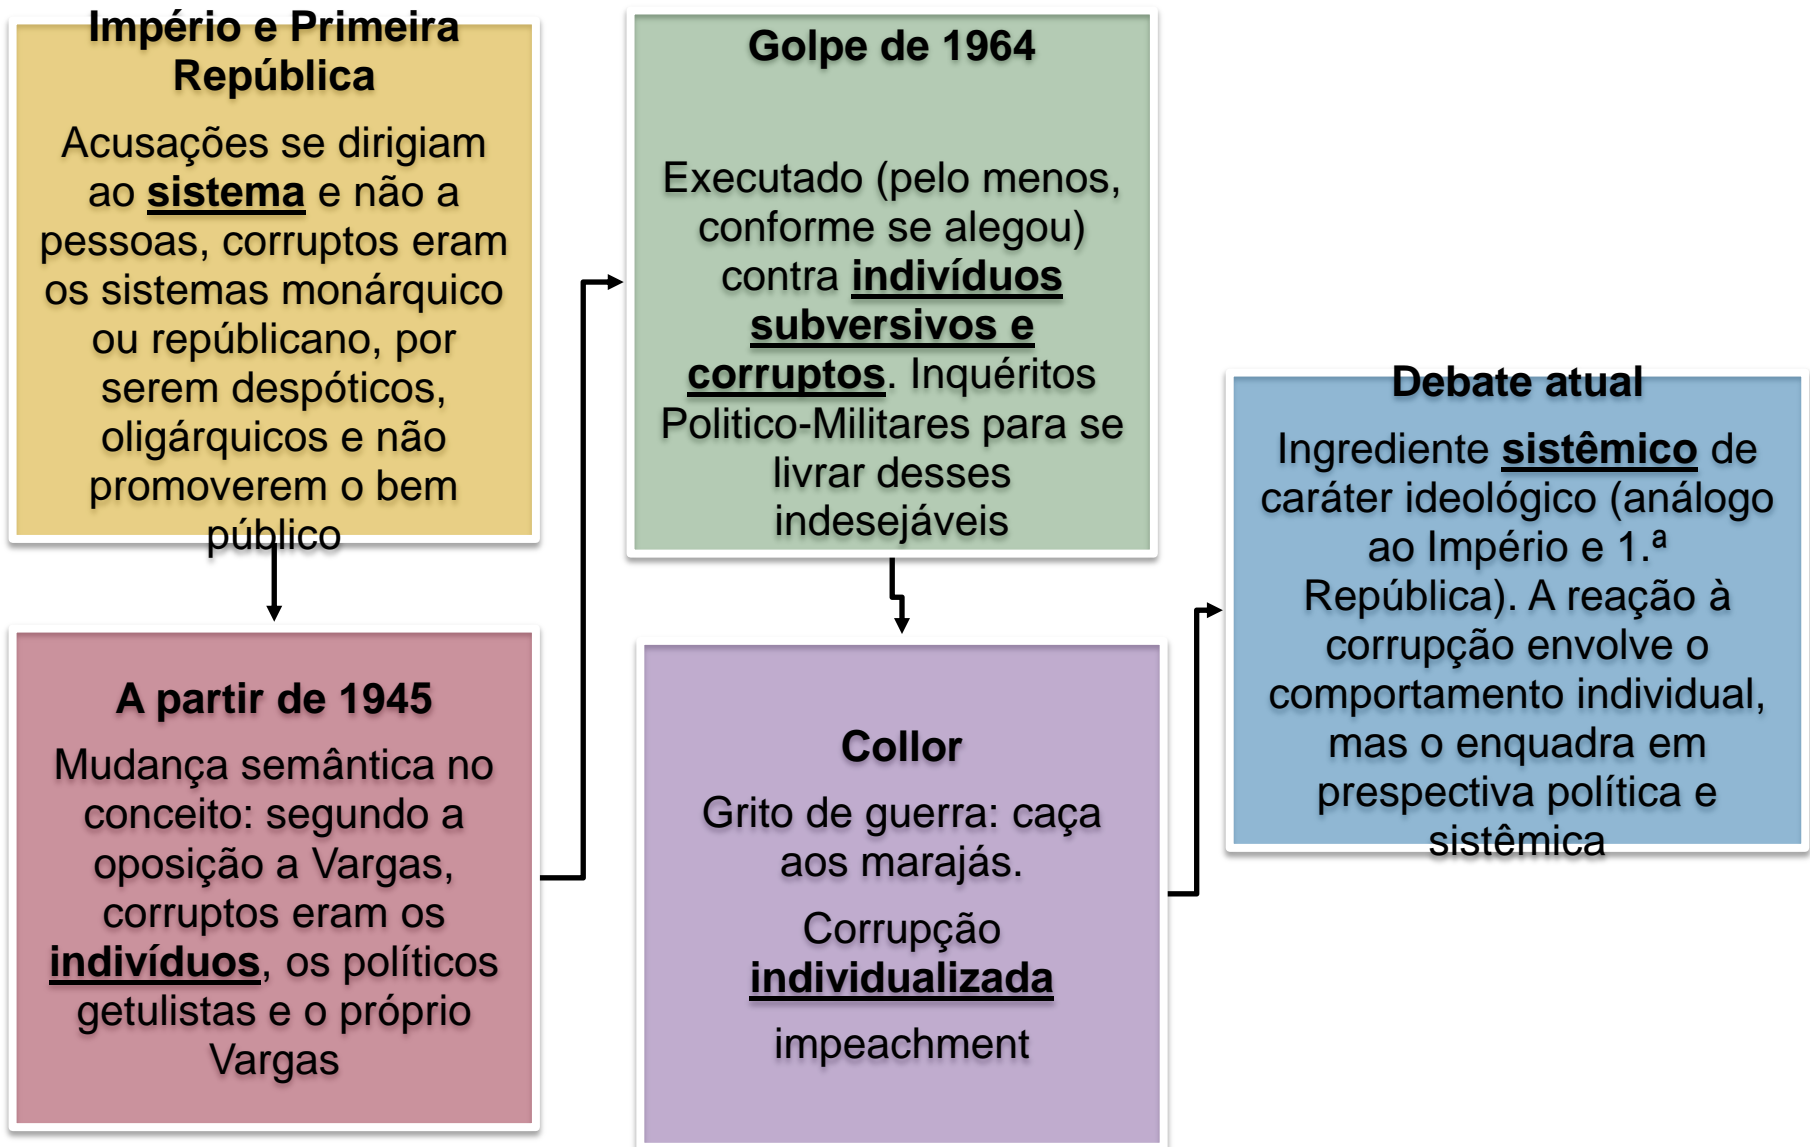 Império e Primeira
República
Acusações se dirigiam
ao sistema e não a
pessoas, corruptos eram
os sistemas monárquico
ou repúblicano, por
serem despóticos,
oligárquicos e não
promoverem o bem
público
A partir de 1945
Mudança semântica no
conceito: segundo a
oposição a Vargas,
corruptos eram os
indivíduos, os políticos
getulistas e o próprio
Vargas
Golpe de 1964
Executado (pelo menos,
conforme se alegou)
contra indivíduos
subversivos e
corruptos. Inquéritos
Politico-Militares para se
livrar desses
indesejáveis
Collor
Grito de guerra: caça
aos marajás.
Corrupção
individualizada
impeachment
Debate atual
Ingrediente sistêmico de
caráter ideológico (análogo
ao Império e 1.ª
República). A reação à
corrupção envolve o
comportamento individual,
mas o enquadra em
prespectiva política e
sistêmica